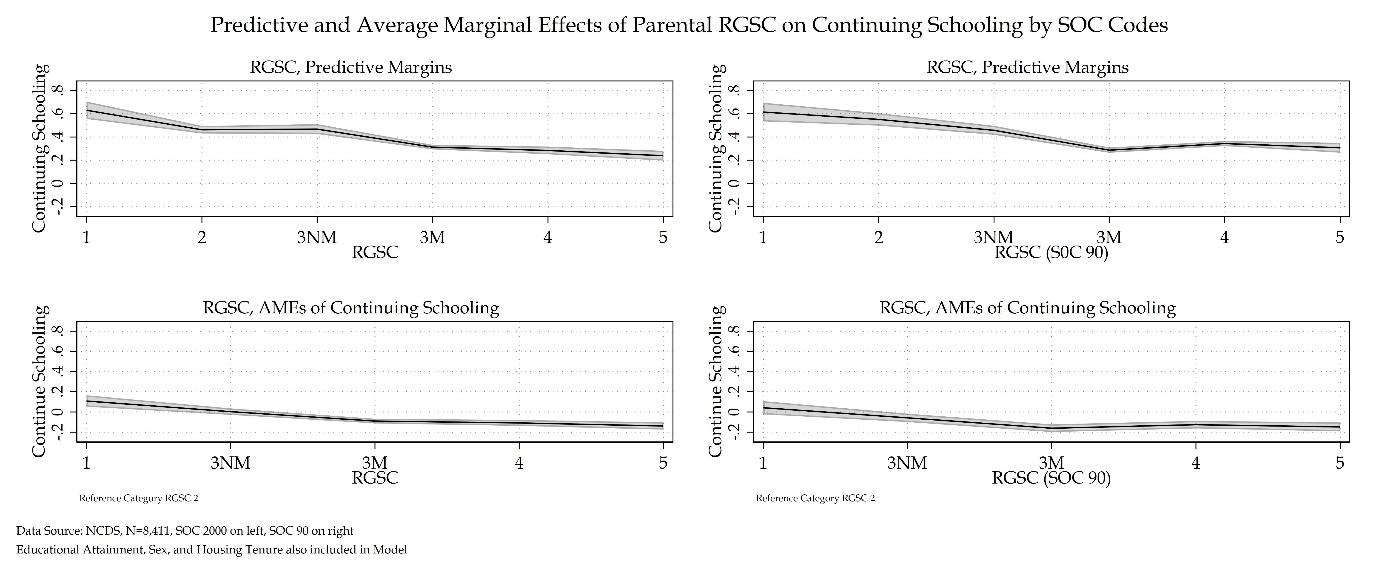 Predictive and Average Marginal Effects of Parental RGSC on Continuing Schooling by SOC Codes
RGSC, Predictive Margins
Continuing Schooling
.8
.6
.4
.2
0
-.2
1 2 3NM 3M 4 5
RGSC
RGSC, Predictive Margins
Continuing Schooling
.8
.6
.4
.2
0
-.2
1 2 3NM 3M 4 5
RGSC (S0C 90)
RGSC, AMEs of Continuing Schooling
Continue Schooling
.8
.6
.4
.2
0
-.2
1 3NM 3M 4 5
RGSC
Reference Category RGSC 2
RGSC, AMEs of Continuing Schooling
Continue Schooling
.8
.6
.4
.2
0
-.2
1 3NM 3M 4 5
RGSC (SOC 90)
Reference Category RGSC 2
Data Source: NCDS, N=8,411, SOC 2000 on left, SOC 90 on right
Educational Attainment, Sex, and Housing Tenure also included in Model